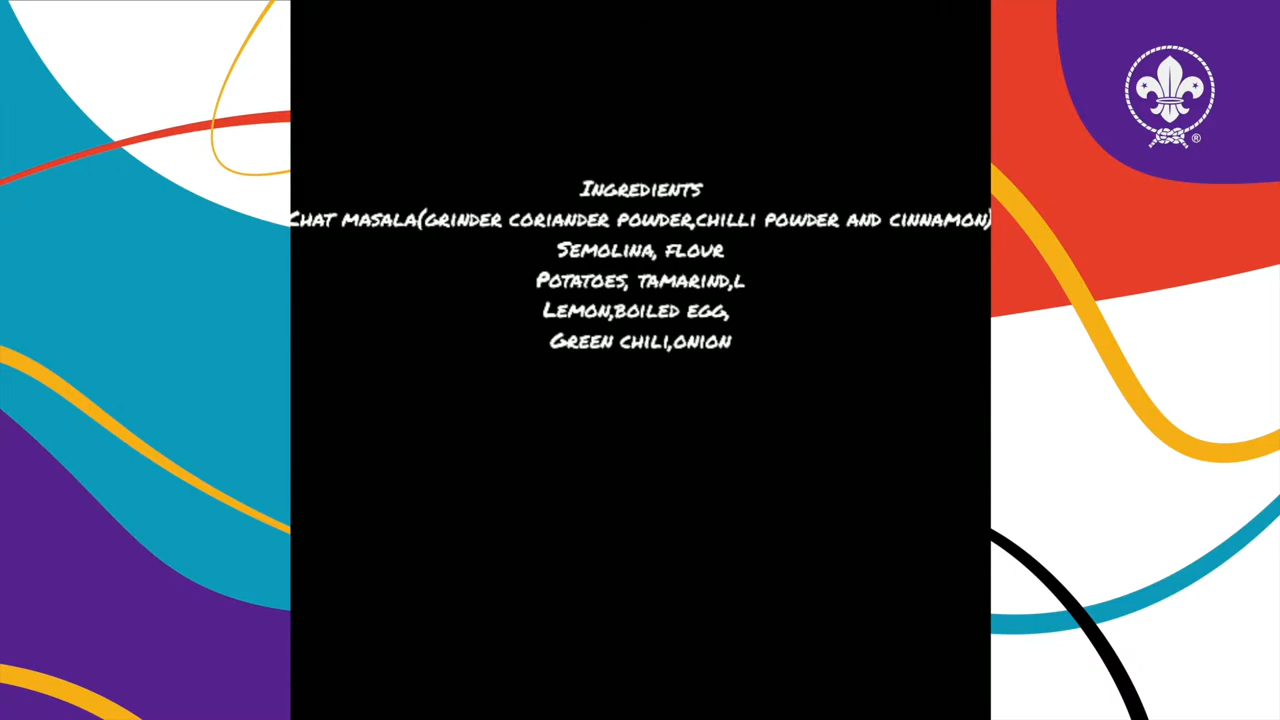 Ingredients
Chat masala(grinder coriander powder,chilli powder and cinnamon)
Semolina, flour
Potatoes, tamarind,l
Lemon,boiled egg,
Green chili,onion
®